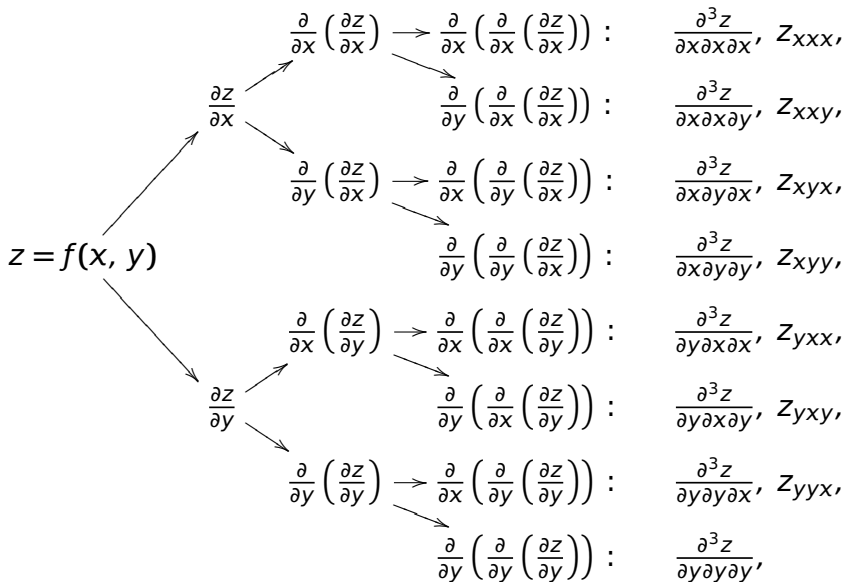 ∂/∂x (∂z/∂x) → ∂/∂x (∂/∂x (∂z/∂x)) : ∂³z/∂x∂x∂x, z_xxx,
∂z/∂x ∂/∂y (∂/∂x (∂z/∂x)) : ∂³z/∂x∂x∂y, z_xxy,
∂/∂y (∂z/∂x) → ∂/∂x (∂/∂y (∂z/∂x)) : ∂³z/∂x∂y∂x, z_xyx,
z = f(x, y) ∂/∂y (∂/∂y (∂z/∂x)) : ∂³z/∂x∂y∂y, z_xyy,
∂/∂x (∂z/∂y) → ∂/∂x (∂/∂x (∂z/∂y)) : ∂³z/∂y∂x∂x, z_yxx,
∂z/∂y ∂/∂y (∂/∂x (∂z/∂y)) : ∂³z/∂y∂x∂y, z_yxy,
∂/∂y (∂z/∂y) → ∂/∂x (∂/∂y (∂z/∂y)) : ∂³z/∂y∂y∂x, z_yyx,
∂/∂y (∂/∂y (∂z/∂y)) : ∂³z/∂y∂y∂y,